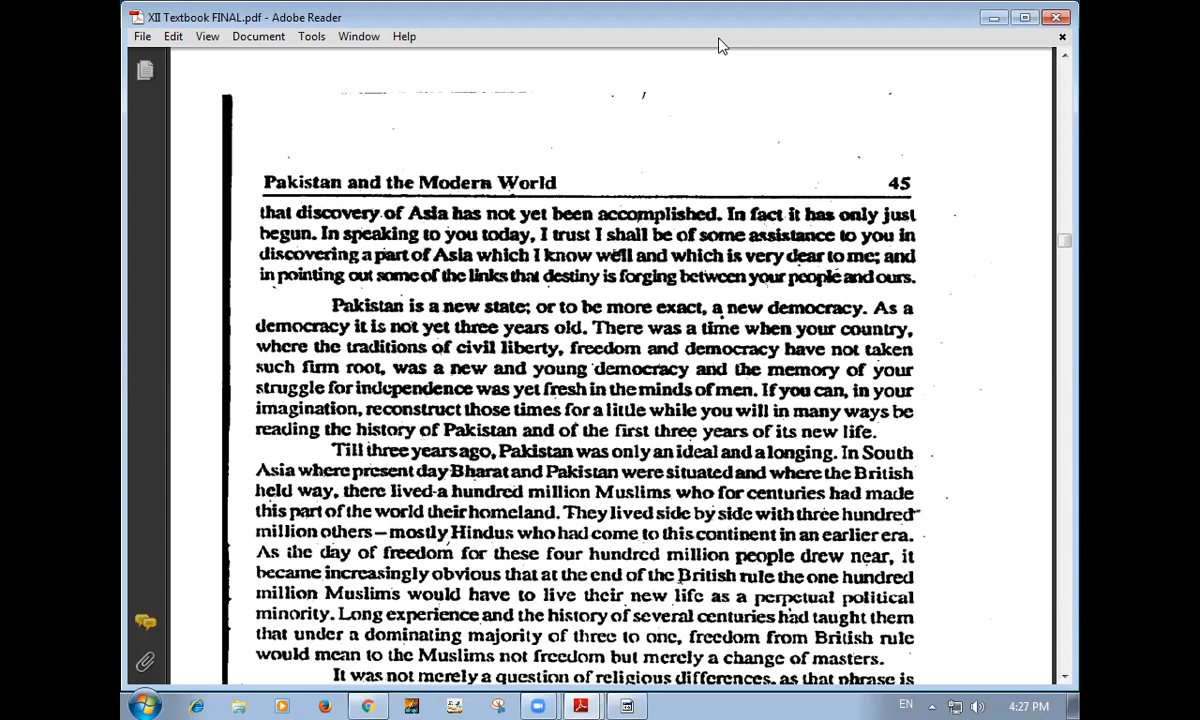 XII Textbook FINAL.pdf - Adobe Reader
File Edit View Document Tools Window Help
Pakistan and the Modern World 45
that discovery of Asia has not yet been accomplished. In fact it has only just
begun. In speaking to you today, I trust I shall be of some assistance to you in
discovering a part of Asia which I know well and which is very dear to me; and
in pointing out some of the links that destiny is forging between your people and ours.
Pakistan is a new state; or to be more exact, a new democracy. As a
democracy it is not yet three years old. There was a time when your country,
where the traditions of civil liberty, freedom and democracy have not taken
such firm root, was a new and young democracy and the memory of your
struggle for independence was yet fresh in the minds of men. If you can, in your
imagination, reconstruct those times for a little while you will in many ways be
reading the history of Pakistan and of the first three years of its new life.
Till three years ago, Pakistan was only an ideal and a longing. In South
Asia where present day Bharat and Pakistan were situated and where the British
held way, there lived a hundred million Muslims who for centuries had made
this part of the world their homeland. They lived side by side with three hundred
million others – mostly Hindus who had come to this continent in an earlier era.
As the day of freedom for these four hundred million people drew near, it
became increasingly obvious that at the end of the British rule the one hundred
million Muslims would have to live their new life as a perpetual political
minority. Long experience and the history of several centuries had taught them
that under a dominating majority of three to one, freedom from British rule
would mean to the Muslims not freedom but merely a change of masters.
It was not merely a question of religious differences, as that phrase is
EN 4:27 PM